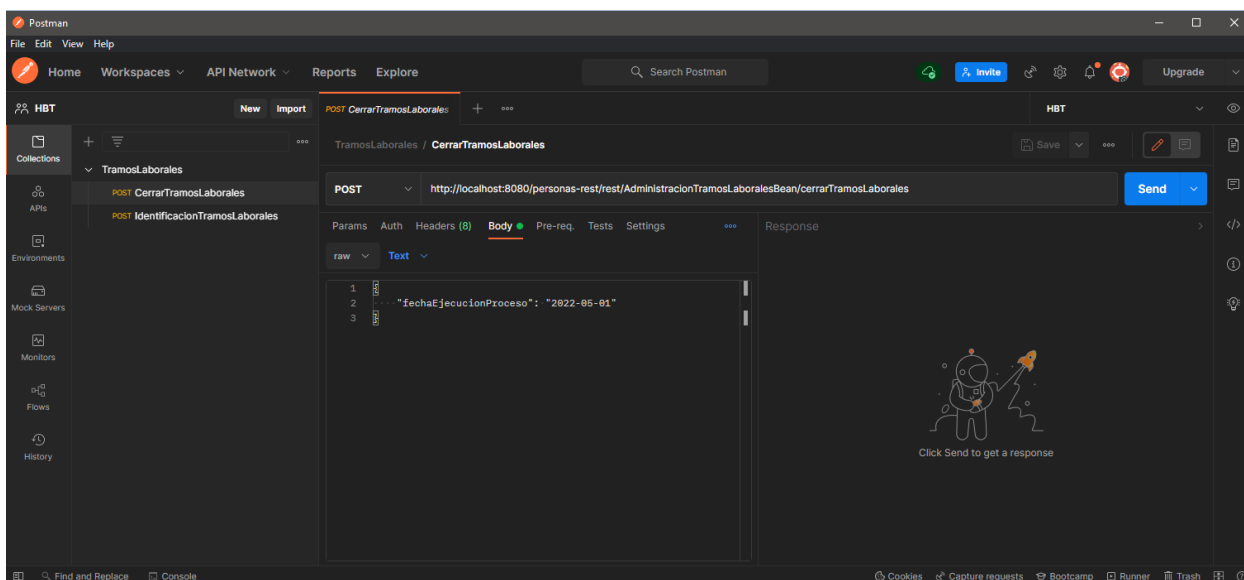 Postman
File Edit View Help
Home Workspaces API Network Reports Explore Search Postman Invite Upgrade
HBT New Import POST CerrarTramosLaborales HBT
Collections
APIs
Environments
Mock Servers
Monitors
Flows
History
TramosLaborales
POST CerrarTramosLaborales
POST IdentificacionTramosLaborales
TramosLaborales / CerrarTramosLaborales Save
POST http://localhost:8080/personas-rest/rest/AdministracionTramosLaboralesBean/cerrarTramosLaborales Send
Params Auth Headers (8) Body Pre-req. Tests Settings Response
raw Text
1 {
2 "fechaEjecucionProceso": "2022-05-01"
3 }
Click Send to get a response
Find and Replace Console Cookies Capture requests Bootcamp Runner Trash